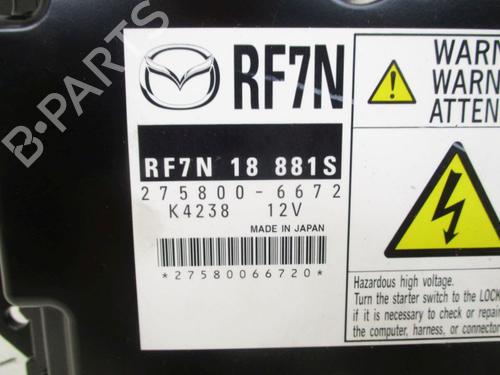 RF7N
WARN
WARN
ATTEN
RF7N 18 881S
275800-6672
K4238 12V
MADE IN JAPAN
*27580066720*
Hazardous high voltage.
Turn the starter switch to the LOCK
if it is necessary to check or repair
the computer, harness, or connector